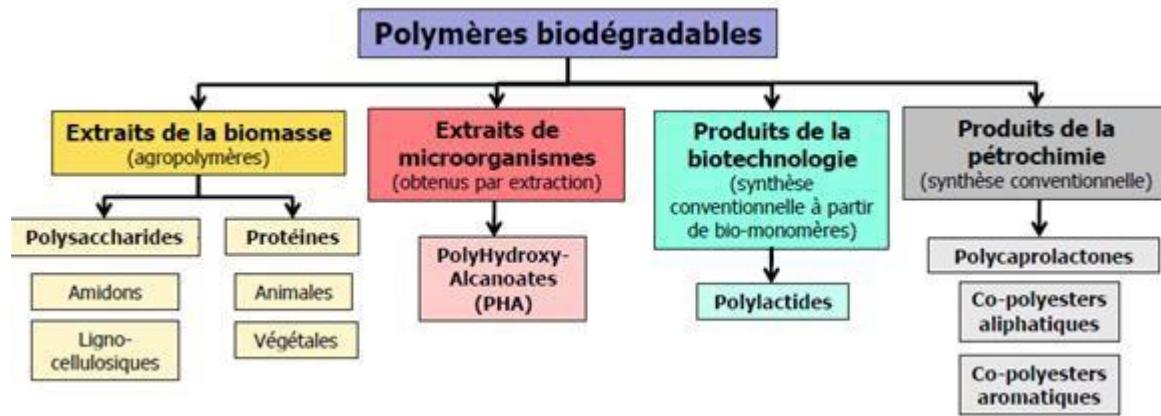 Polymères biodégradables
Extraits de la biomasse
(agropolymères)
Polysaccharides
Amidons
Ligno-
cellulosiques
Protéines
Animales
Végétales
Extraits de
microorganismes
(obtenus par extraction)
PolyHydroxy-
Alcanoates
(PHA)
Produits de la
biotechnologie
(synthèse
conventionnelle à partir
de bio-monomères)
Polylactides
Produits de la
pétrochimie
(synthèse conventionnelle)
Polycaprolactones
Co-polyesters
aliphatiques
Co-polyesters
aromatiques